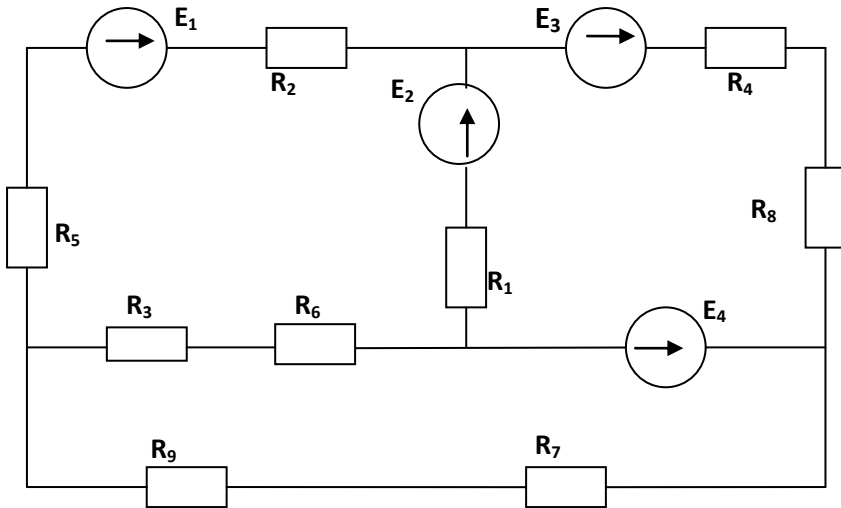 E₁
E₃
R₂
R₄
E₂
R₈
R₅
R₁
R₃
R₆
E₄
R₉
R₇